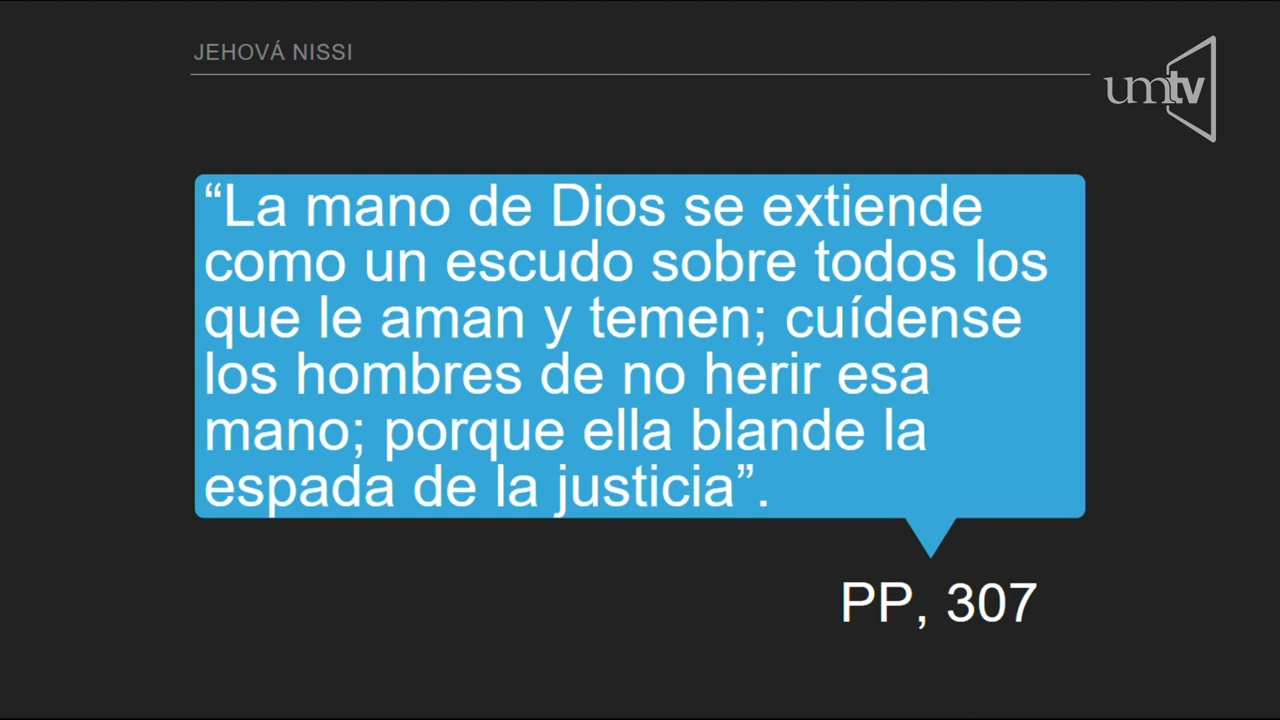 JEHOVÁ NISSI
umtv
“La mano de Dios se extiende
como un escudo sobre todos los
que le aman y temen; cuídense
los hombres de no herir esa
mano; porque ella blande la
espada de la justicia”.
PP, 307